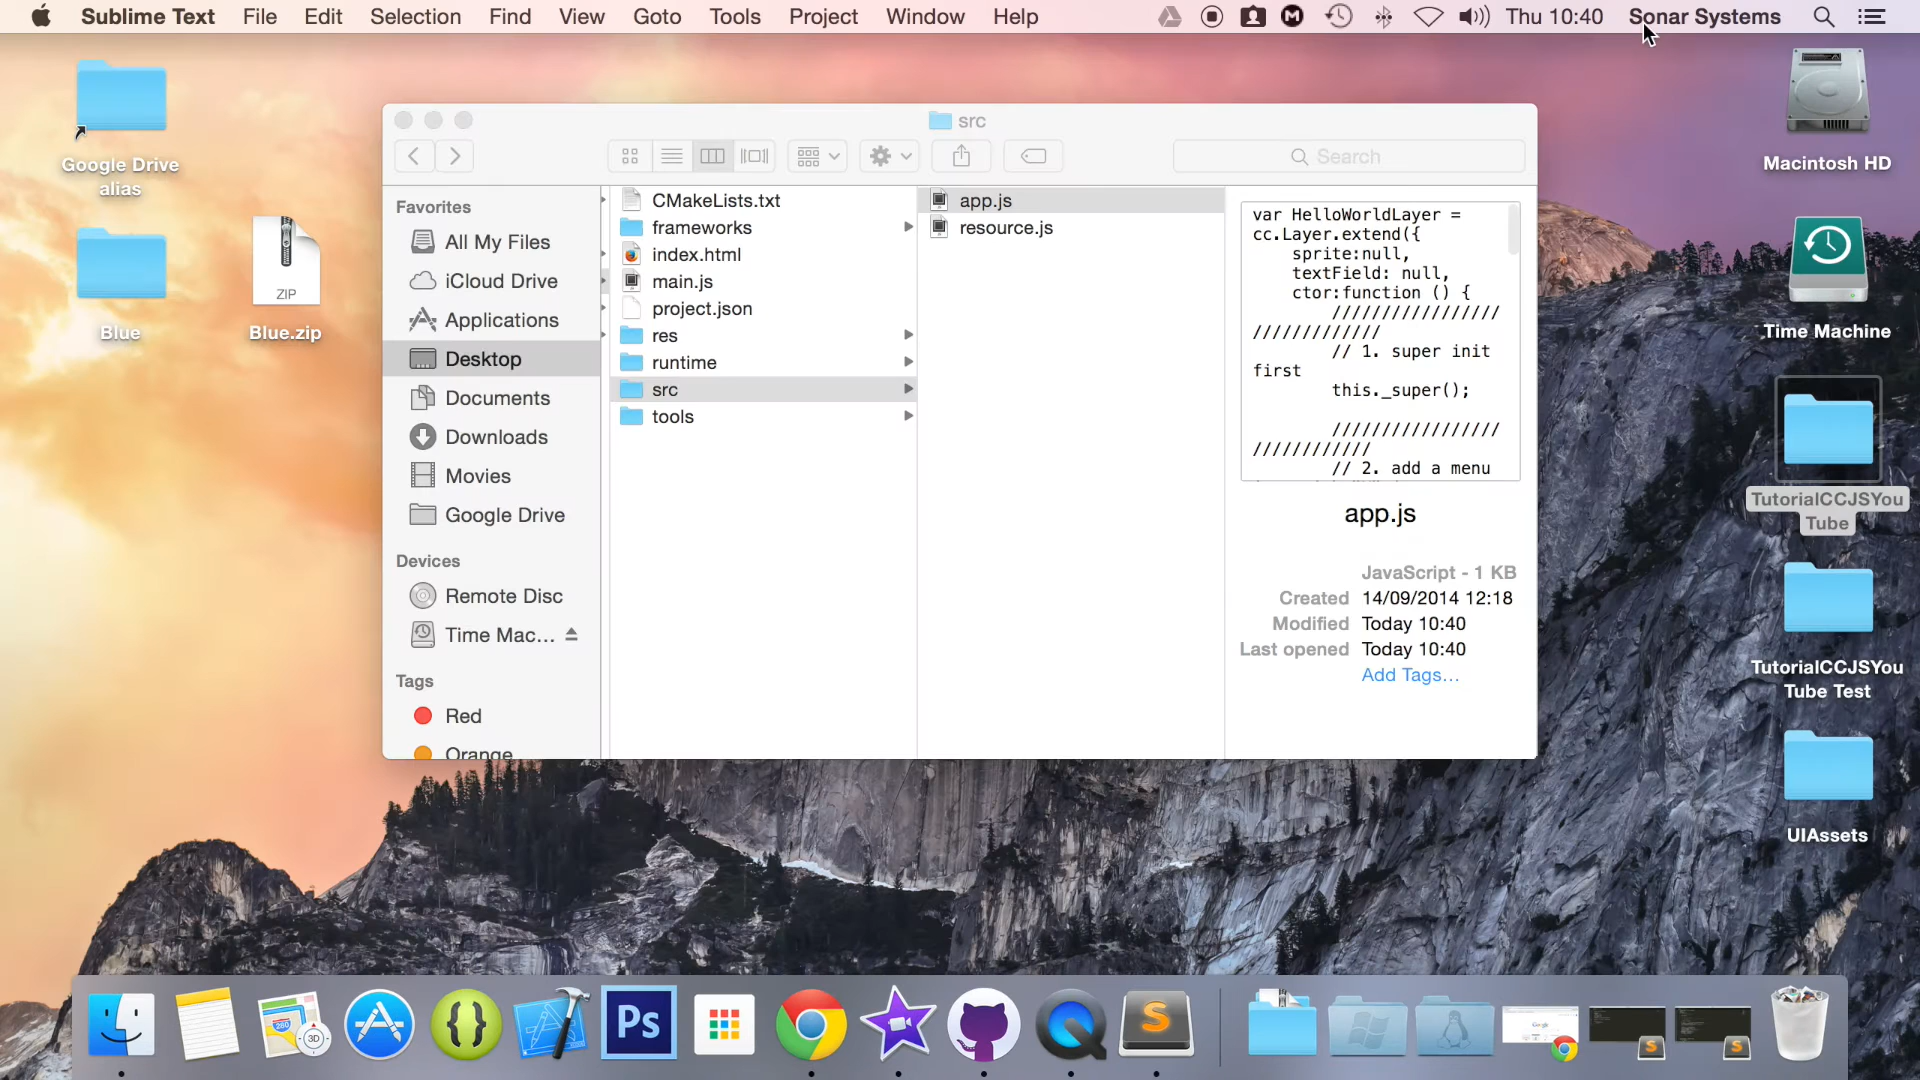 Sublime Text File Edit Selection Find View Goto Tools Project Window Help Thu 10:40 Sonar Systems
Google Drive
alias
Blue
ZIP
Blue.zip
src
Search
Favorites
All My Files
iCloud Drive
Applications
Desktop
Documents
Downloads
Movies
Google Drive
Devices
Remote Disc
Time Mac...
Tags
Red
Orange
CMakeLists.txt
frameworks
index.html
main.js
project.json
res
runtime
src
tools
app.js
resource.js
var HelloWorldLayer =
cc.Layer.extend({
sprite:null,
textField: null,
ctor:function () {
/////////////////
/////////////
// 1. super init
first
this._super();
/////////////////
////////////
// 2. add a menu
app.js
JavaScript - 1 KB
Created 14/09/2014 12:18
Modified Today 10:40
Last opened Today 10:40
Add Tags...
Macintosh HD
Time Machine
TutorialCCJSYou
Tube
TutorialCCJSYou
Tube Test
UIAssets
280
3D
Ps
S